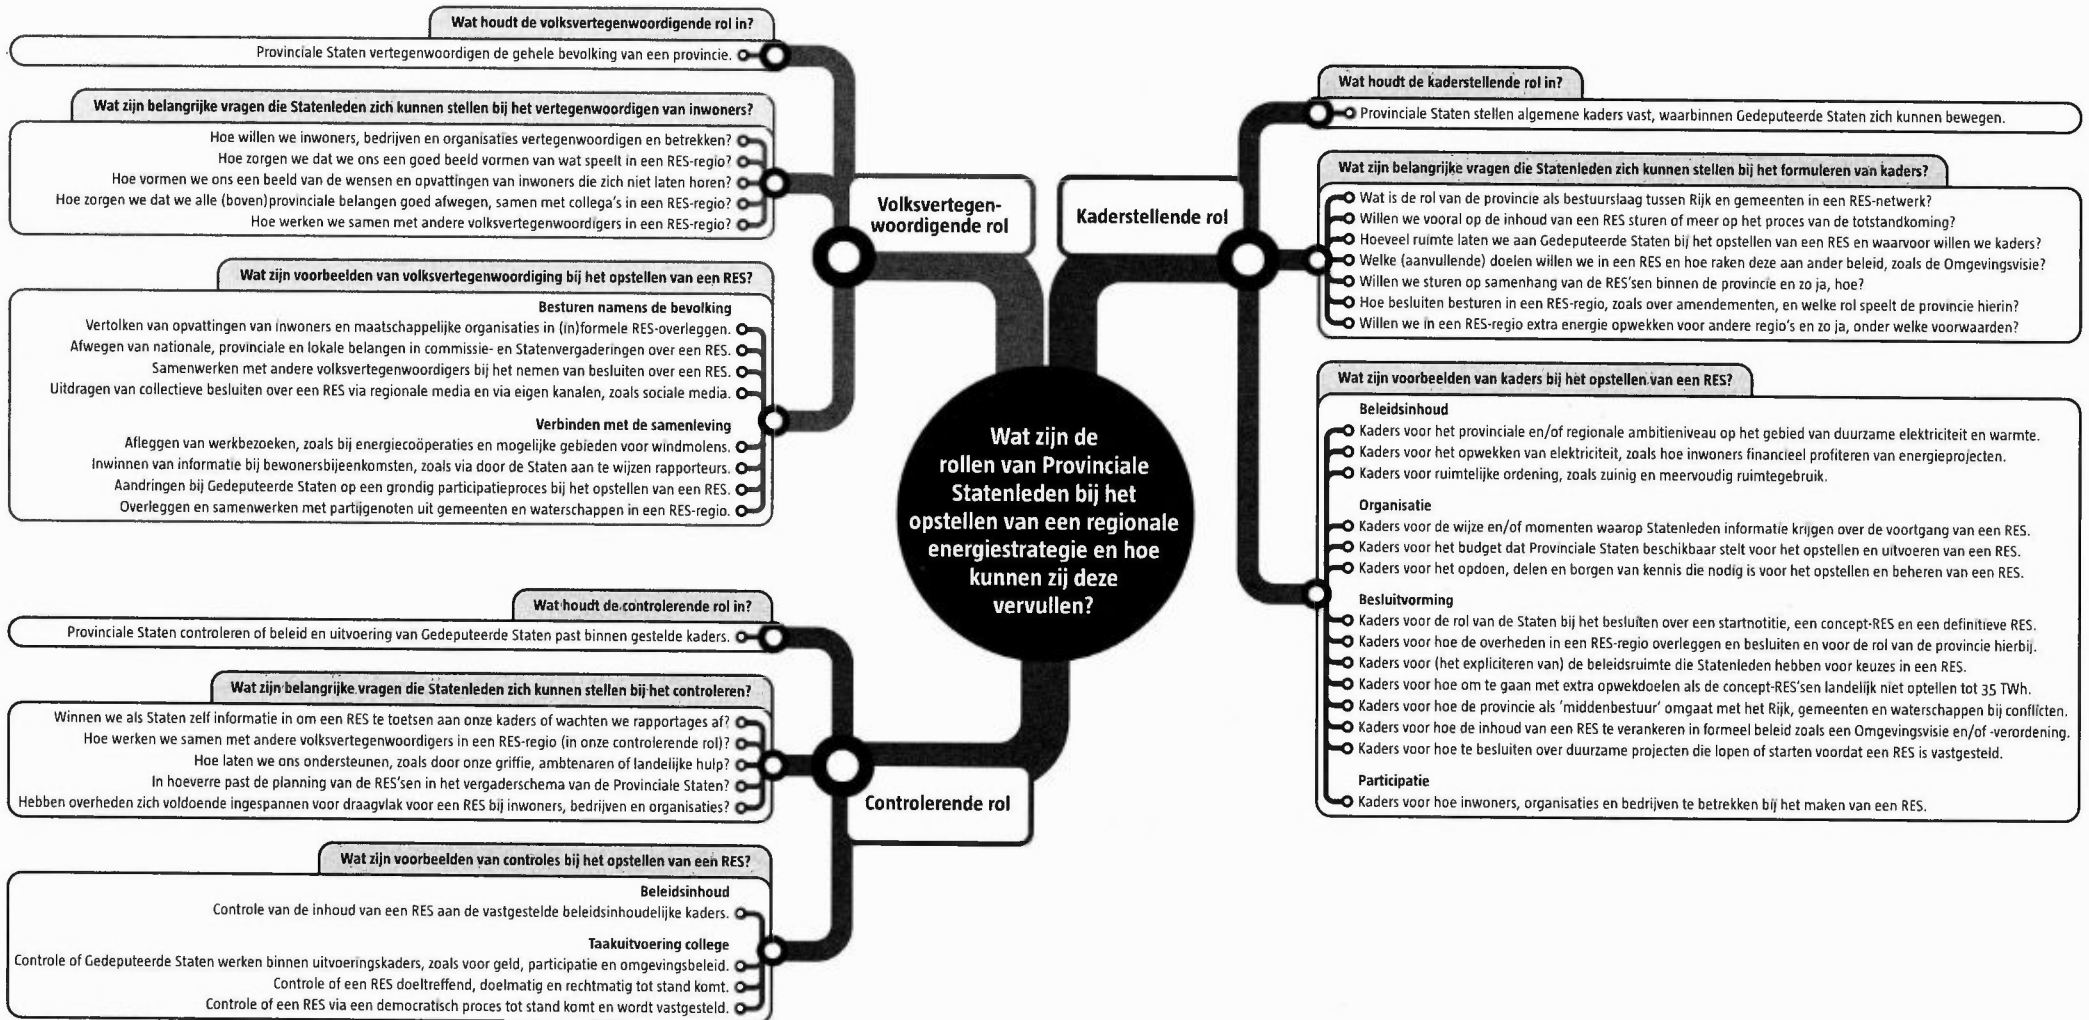 Wat zijn de
rollen van Provinciale
Statenleden bij het
opstellen van een regionale
energiestrategie en hoe
kunnen zij deze
vervullen?
Volksvertegen-
woordigende rol
Wat houdt de volksvertegenwoordigende rol in?
Provinciale Staten vertegenwoordigen de gehele bevolking van een provincie.
Wat zijn belangrijke vragen die Statenleden zich kunnen stellen bij het vertegenwoordigen van inwoners?
Hoe willen we inwoners, bedrijven en organisaties vertegenwoordigen en betrekken?
Hoe zorgen we dat we ons een goed beeld vormen van wat speelt in een RES-regio?
Hoe vormen we ons een beeld van de wensen en opvattingen van inwoners die zich niet laten horen?
Hoe zorgen we dat we alle (boven)provinciale belangen goed afwegen, samen met collega's in een RES-regio?
Hoe werken we samen met andere volksvertegenwoordigers in een RES-regio?
Wat zijn voorbeelden van volksvertegenwoordiging bij het opstellen van een RES?
Besturen namens de bevolking
Vertolken van opvattingen van inwoners en maatschappelijke organisaties in (in)formele RES-overleggen.
Afwegen van nationale, provinciale en lokale belangen in commissie- en Statenvergaderingen over een RES.
Samenwerken met andere volksvertegenwoordigers bij het nemen van besluiten over een RES.
Uitdragen van collectieve besluiten over een RES via regionale media en via eigen kanalen, zoals sociale media.
Verbinden met de samenleving
Afleggen van werkbezoeken, zoals bij energiecoöperaties en mogelijke gebieden voor windmolens.
Inwinnen van informatie bij bewonersbijeenkomsten, zoals via door de Staten aan te wijzen rapporteurs.
Aandringen bij Gedeputeerde Staten op een grondig participatieproces bij het opstellen van een RES.
Overleggen en samenwerken met partijgenoten uit gemeenten en waterschappen in een RES-regio.
Kaderstellende rol
Wat houdt de kaderstellende rol in?
Provinciale Staten stellen algemene kaders vast, waarbinnen Gedeputeerde Staten zich kunnen bewegen.
Wat zijn belangrijke vragen die Statenleden zich kunnen stellen bij het formuleren van kaders?
Wat is de rol van de provincie als bestuurslaag tussen Rijk en gemeenten in een RES-netwerk?
Willen we vooral op de inhoud van een RES sturen of meer op het proces van de totstandkoming?
Hoeveel ruimte laten we aan Gedeputeerde Staten bij het opstellen van een RES en waarvoor willen we kaders?
Welke (aanvullende) doelen willen we in een RES en hoe raken deze aan ander beleid, zoals de Omgevingsvisie?
Willen we sturen op samenhang van de RES'sen binnen de provincie en zo ja, hoe?
Hoe besluiten besturen in een RES-regio, zoals over amendementen, en welke rol speelt de provincie hierin?
Willen we in een RES-regio extra energie opwekken voor andere regio's en zo ja, onder welke voorwaarden?
Wat zijn voorbeelden van kaders bij het opstellen van een RES?
Beleidsinhoud
Kaders voor het provinciale en/of regionale ambitieniveau op het gebied van duurzame elektriciteit en warmte.
Kaders voor het opwekken van elektriciteit, zoals hoe inwoners financieel profiteren van energieprojecten.
Kaders voor ruimtelijke ordening, zoals zuinig en meervoudig ruimtegebruik.
Organisatie
Kaders voor de wijze en/of momenten waarop Statenleden informatie krijgen over de voortgang van een RES.
Kaders voor het budget dat Provinciale Staten beschikbaar stelt voor het opstellen en uitvoeren van een RES.
Kaders voor het opdoen, delen en borgen van kennis die nodig is voor het opstellen en beheren van een RES.
Besluitvorming
Kaders voor de rol van de Staten bij het besluiten over een startnotitie, een concept-RES en een definitieve RES.
Kaders voor hoe de overheden in een RES-regio overleggen en besluiten en voor de rol van de provincie hierbij.
Kaders voor (het expliciteren van) de beleidsruimte die Statenleden hebben voor keuzes in een RES.
Kaders voor hoe om te gaan met extra opwekdoelen als de concept-RES'sen landelijk niet optellen tot 35 TWh.
Kaders voor hoe de provincie als 'middenbestuur' omgaat met het Rijk, gemeenten en waterschappen bij conflicten.
Kaders voor hoe de inhoud van een RES te verankeren in formeel beleid zoals een Omgevingsvisie en/of -verordening.
Kaders voor hoe te besluiten over duurzame projecten die lopen of starten voordat een RES is vastgesteld.
Participatie
Kaders voor hoe inwoners, organisaties en bedrijven te betrekken bij het maken van een RES.
Controlerende rol
Wat houdt de controlerende rol in?
Provinciale Staten controleren of beleid en uitvoering van Gedeputeerde Staten past binnen gestelde kaders.
Wat zijn belangrijke vragen die Statenleden zich kunnen stellen bij het controleren?
Winnen we als Staten zelf informatie in om een RES te toetsen aan onze kaders of wachten we rapportages af?
Hoe werken we samen met andere volksvertegenwoordigers in een RES-regio (in onze controlerende rol)?
Hoe laten we ons ondersteunen, zoals door onze griffie, ambtenaren of landelijke hulp?
In hoeverre past de planning van de RES'sen in het vergaderschema van de Provinciale Staten?
Hebben overheden zich voldoende ingespannen voor draagvlak voor een RES bij inwoners, bedrijven en organisaties?
Wat zijn voorbeelden van controles bij het opstellen van een RES?
Beleidsinhoud
Controle van de inhoud van een RES aan de vastgestelde beleidsinhoudelijke kaders.
Taakuitvoering college
Controle of Gedeputeerde Staten werken binnen uitvoeringskaders, zoals voor geld, participatie en omgevingsbeleid.
Controle of een RES doeltreffend, doelmatig en rechtmatig tot stand komt.
Controle of een RES via een democratisch proces tot stand komt en wordt vastgesteld.